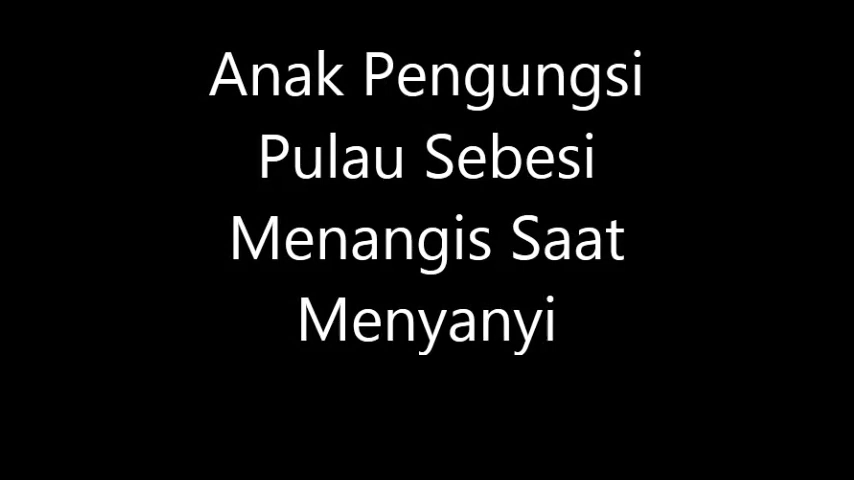 Anak Pengungsi
Pulau Sebesi
Menangis Saat
Menyanyi